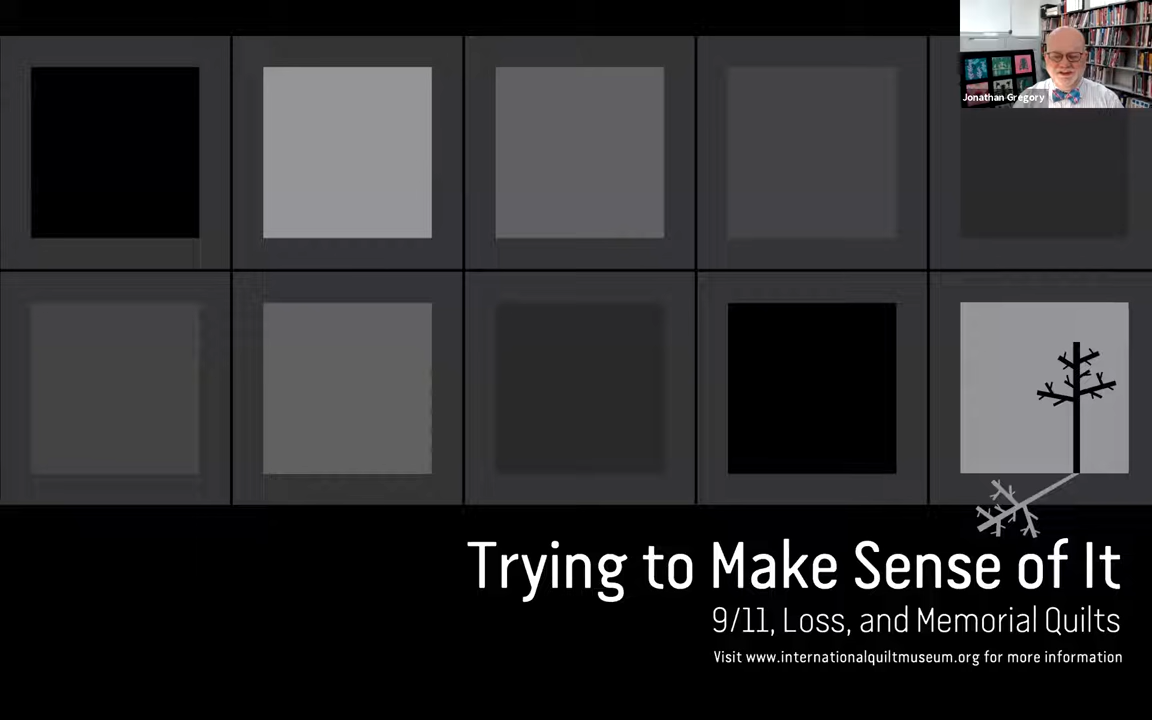 Jonathan Gregory
Trying to Make Sense of It
9/11, Loss, and Memorial Quilts
Visit www.internationalquiltmuseum.org for more information